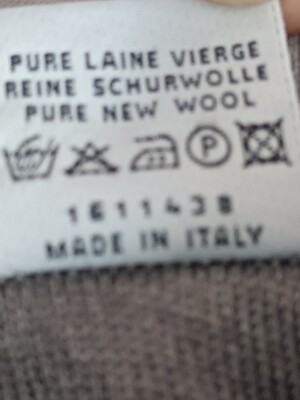 PURE LAINE VIERGE
REINE SCHURWOLLE
PURE NEW WOOL
P
1611438
MADE IN ITALY